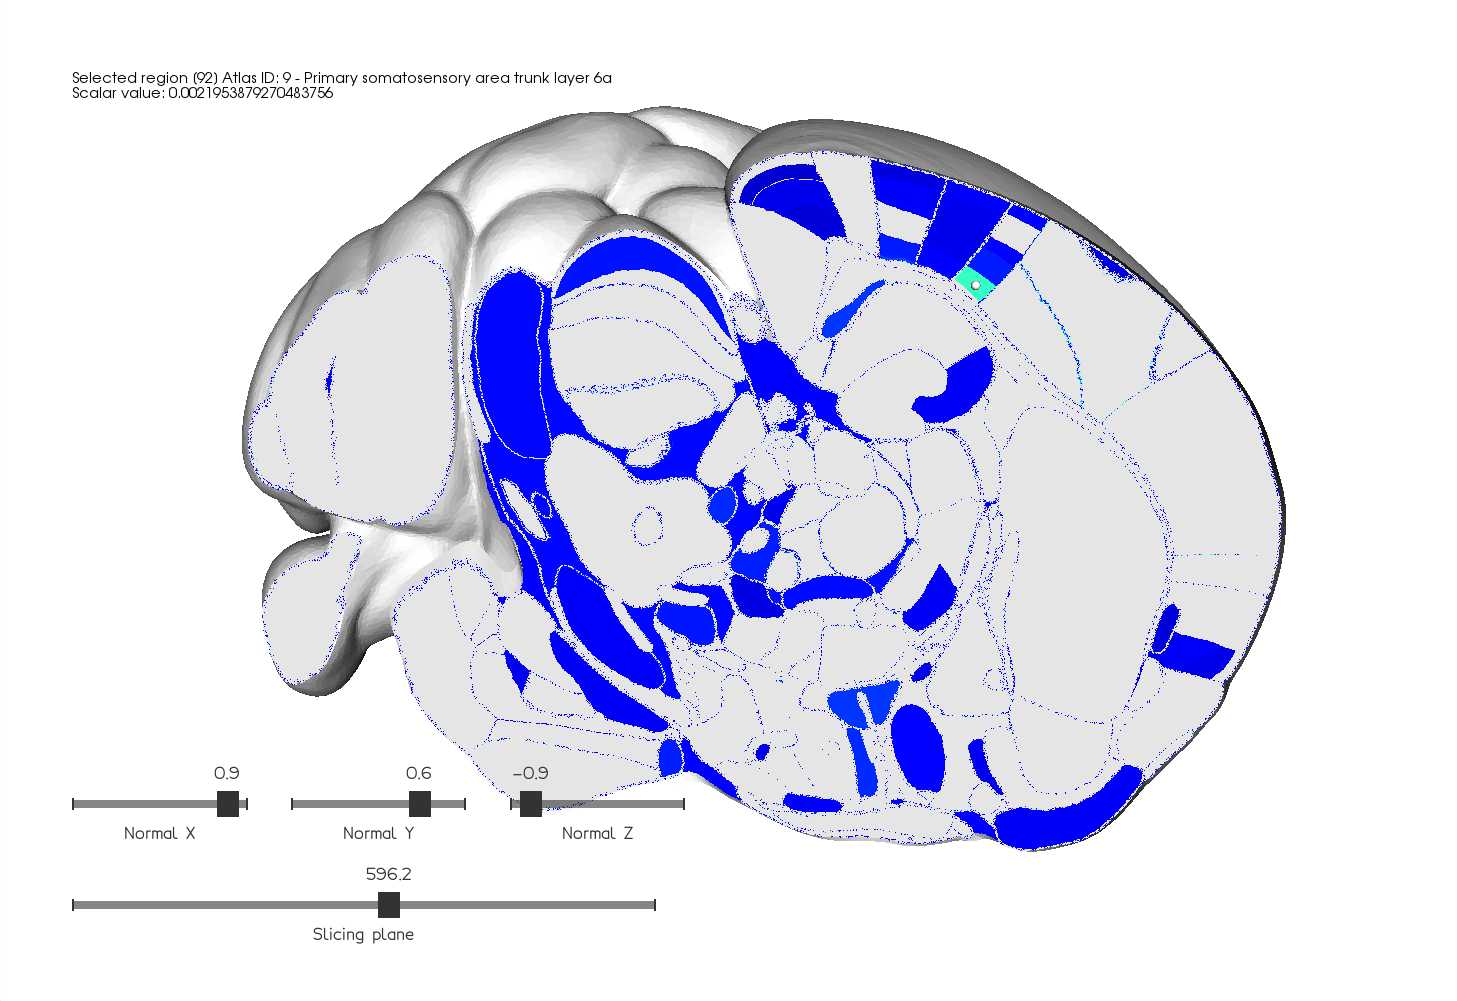 Selected region (92) Atlas ID: 9 - Primary somatosensory area trunk layer 6a
Scalar value: 0.0021953879270483756
0.9 0.6 -0.9
Normal X Normal Y Normal Z
596.2
Slicing plane